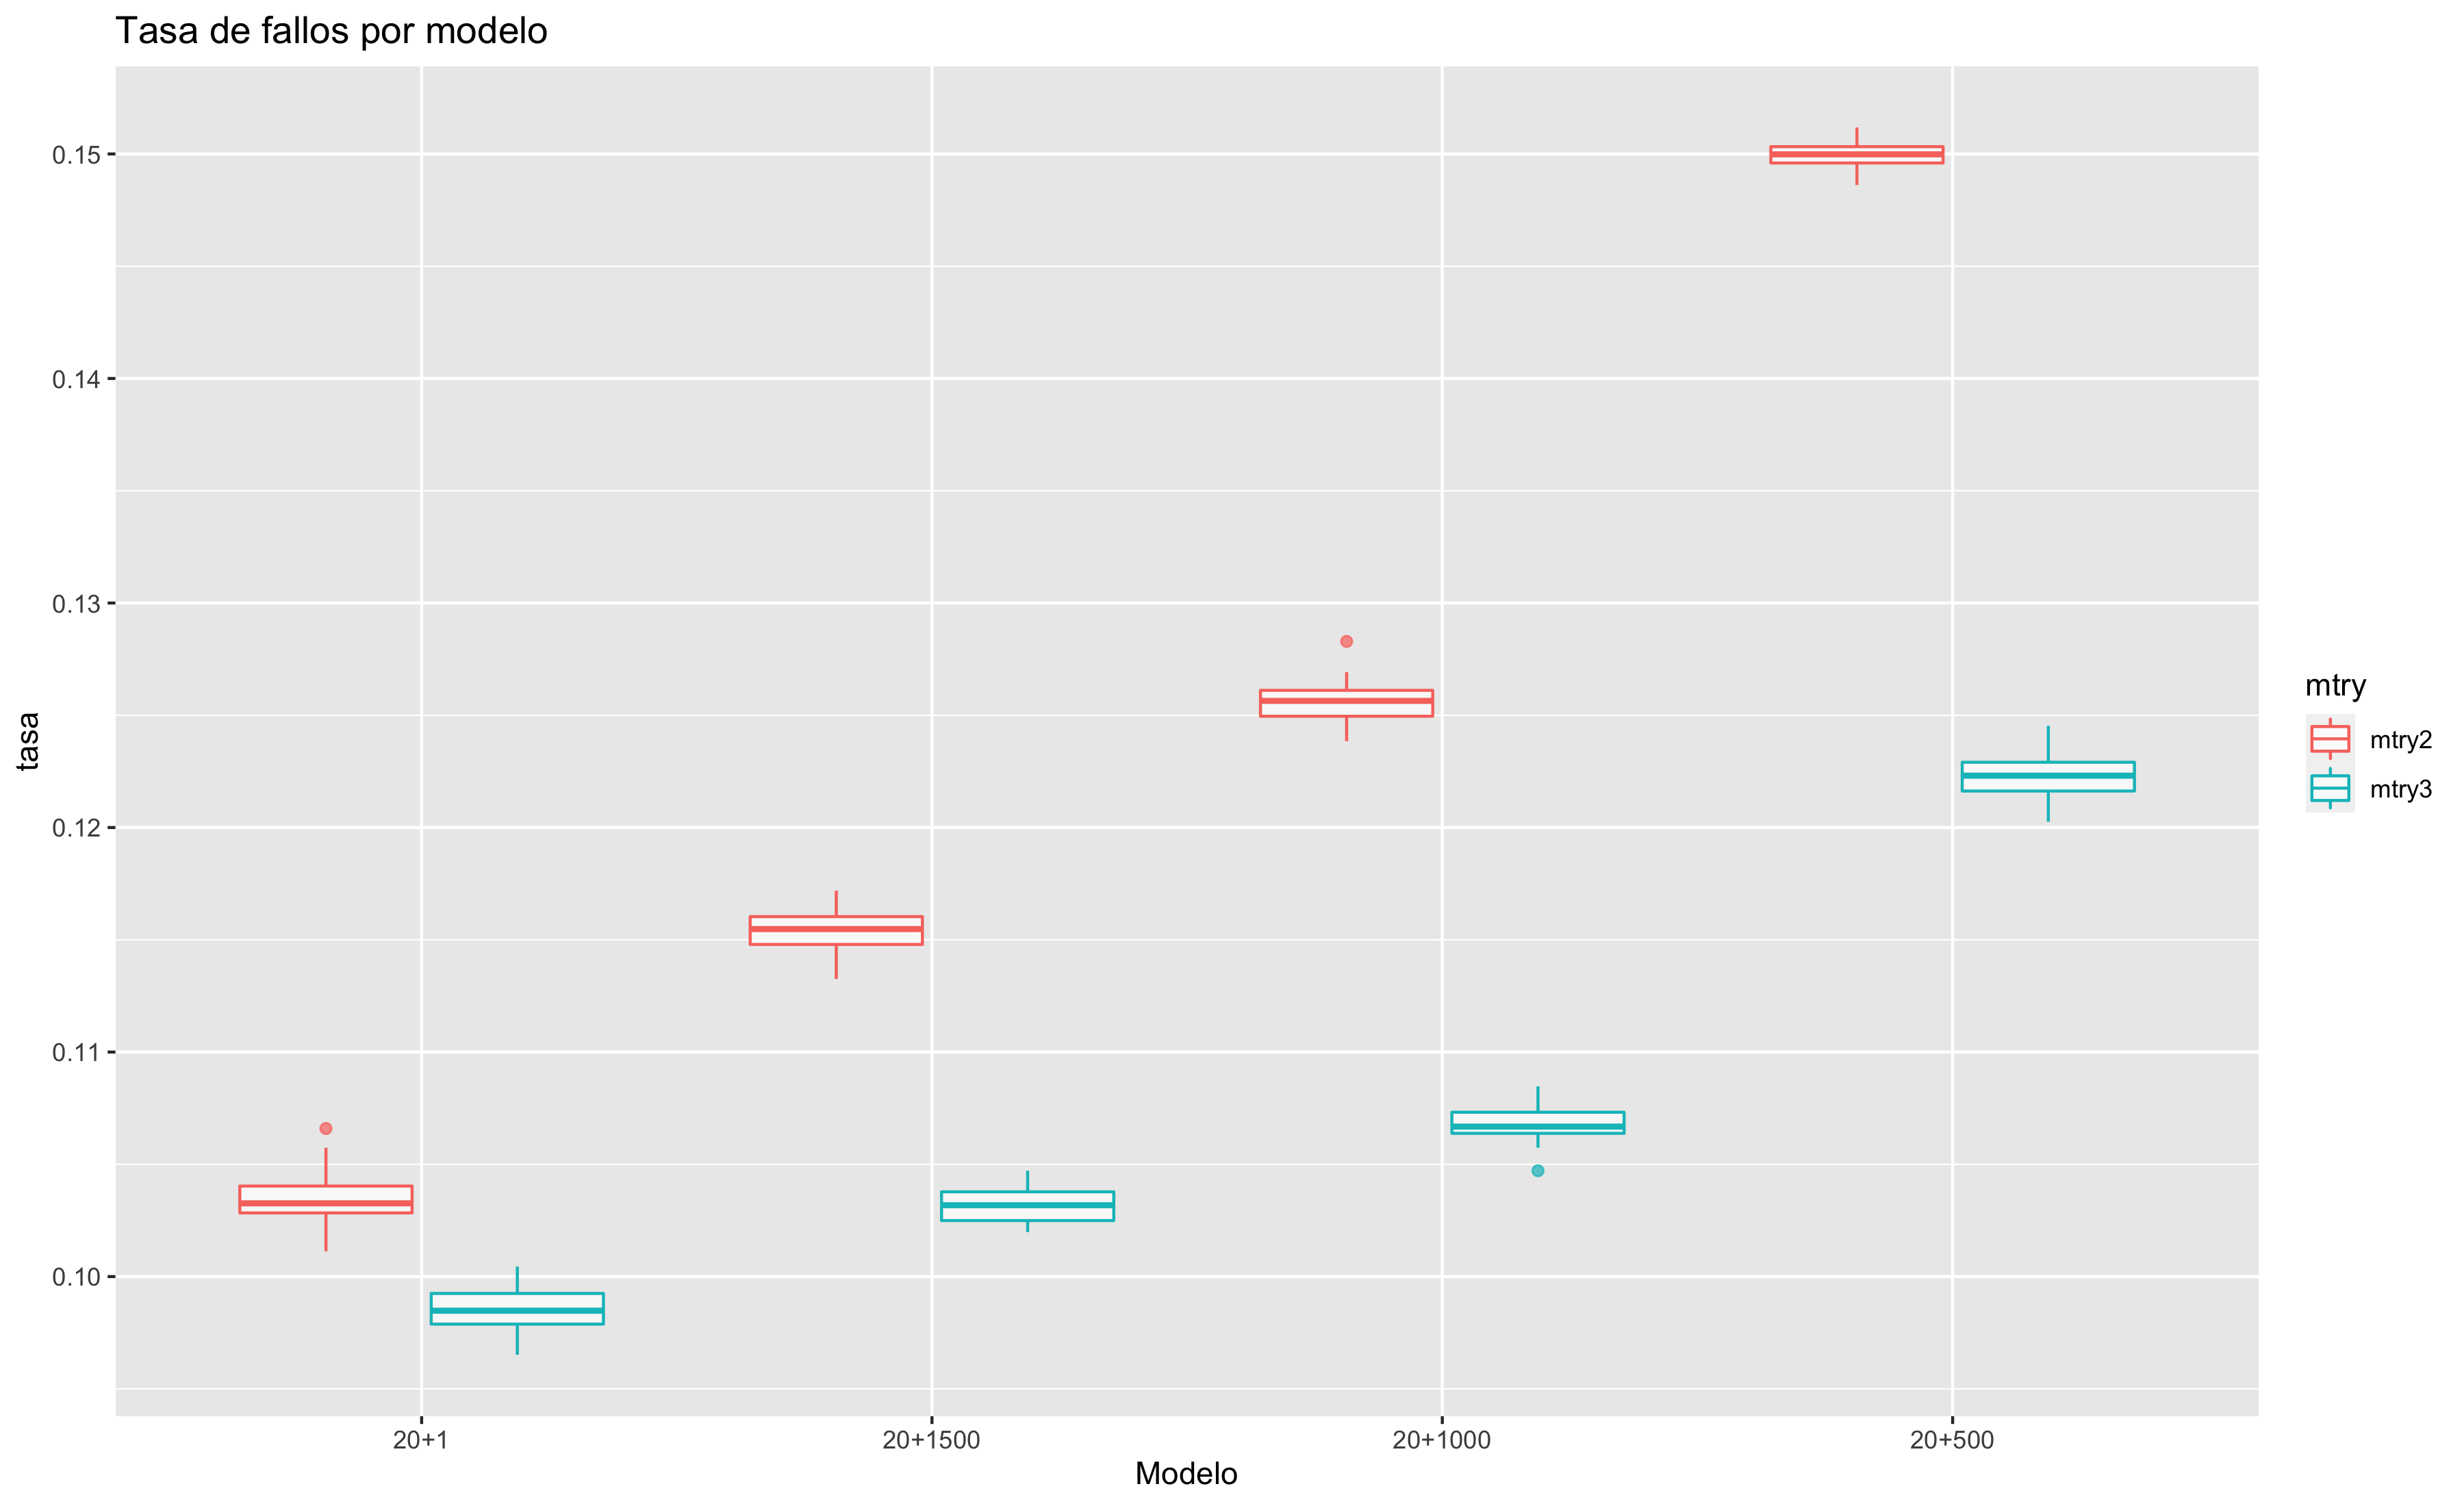 Tasa de fallos por modelo
0.15
0.14
0.13
0.12
0.11
0.10
tasa
20+1
20+1500
20+1000
20+500
Modelo
mtry
mtry2
mtry3